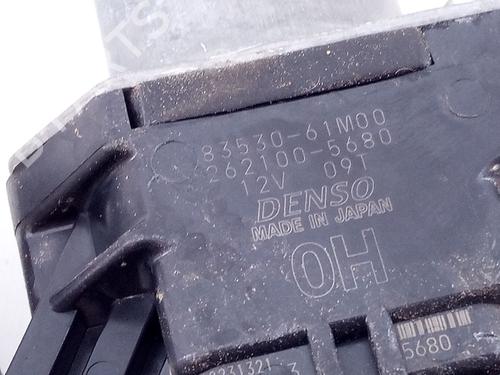 83530-61M00
262100-5680
12V 09T
DENSO
MADE IN JAPAN
0H
5680